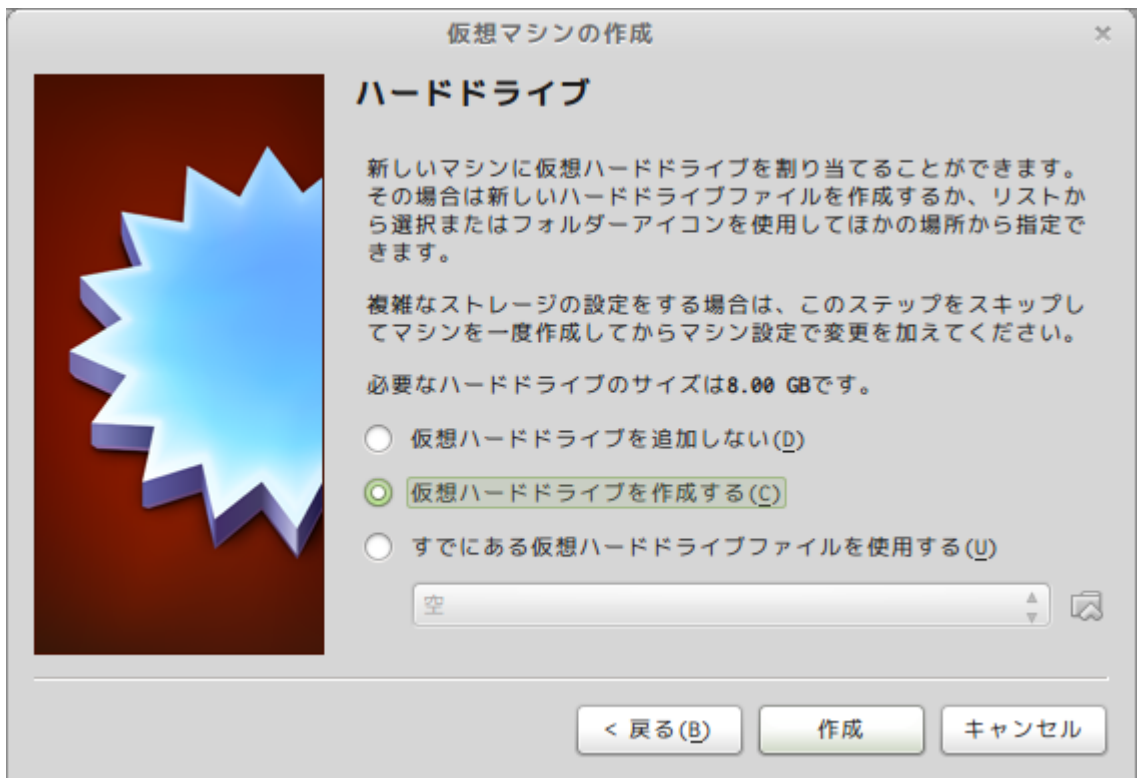 仮想マシンの作成
ハードドライブ
新しいマシンに仮想ハードドライブを割り当てることができます。
その場合は新しいハードドライブファイルを作成するか、リストか
ら選択またはフォルダーアイコンを使用してほかの場所から指定で
きます。
複雑なストレージの設定をする場合は、このステップをスキップし
てマシンを一度作成してからマシン設定で変更を加えてください。
必要なハードドライブのサイズは8.00 GBです。
仮想ハードドライブを追加しない(D)
仮想ハードドライブを作成する(C)
すでにある仮想ハードドライブファイルを使用する(U)
空
< 戻る(B) 作成 キャンセル